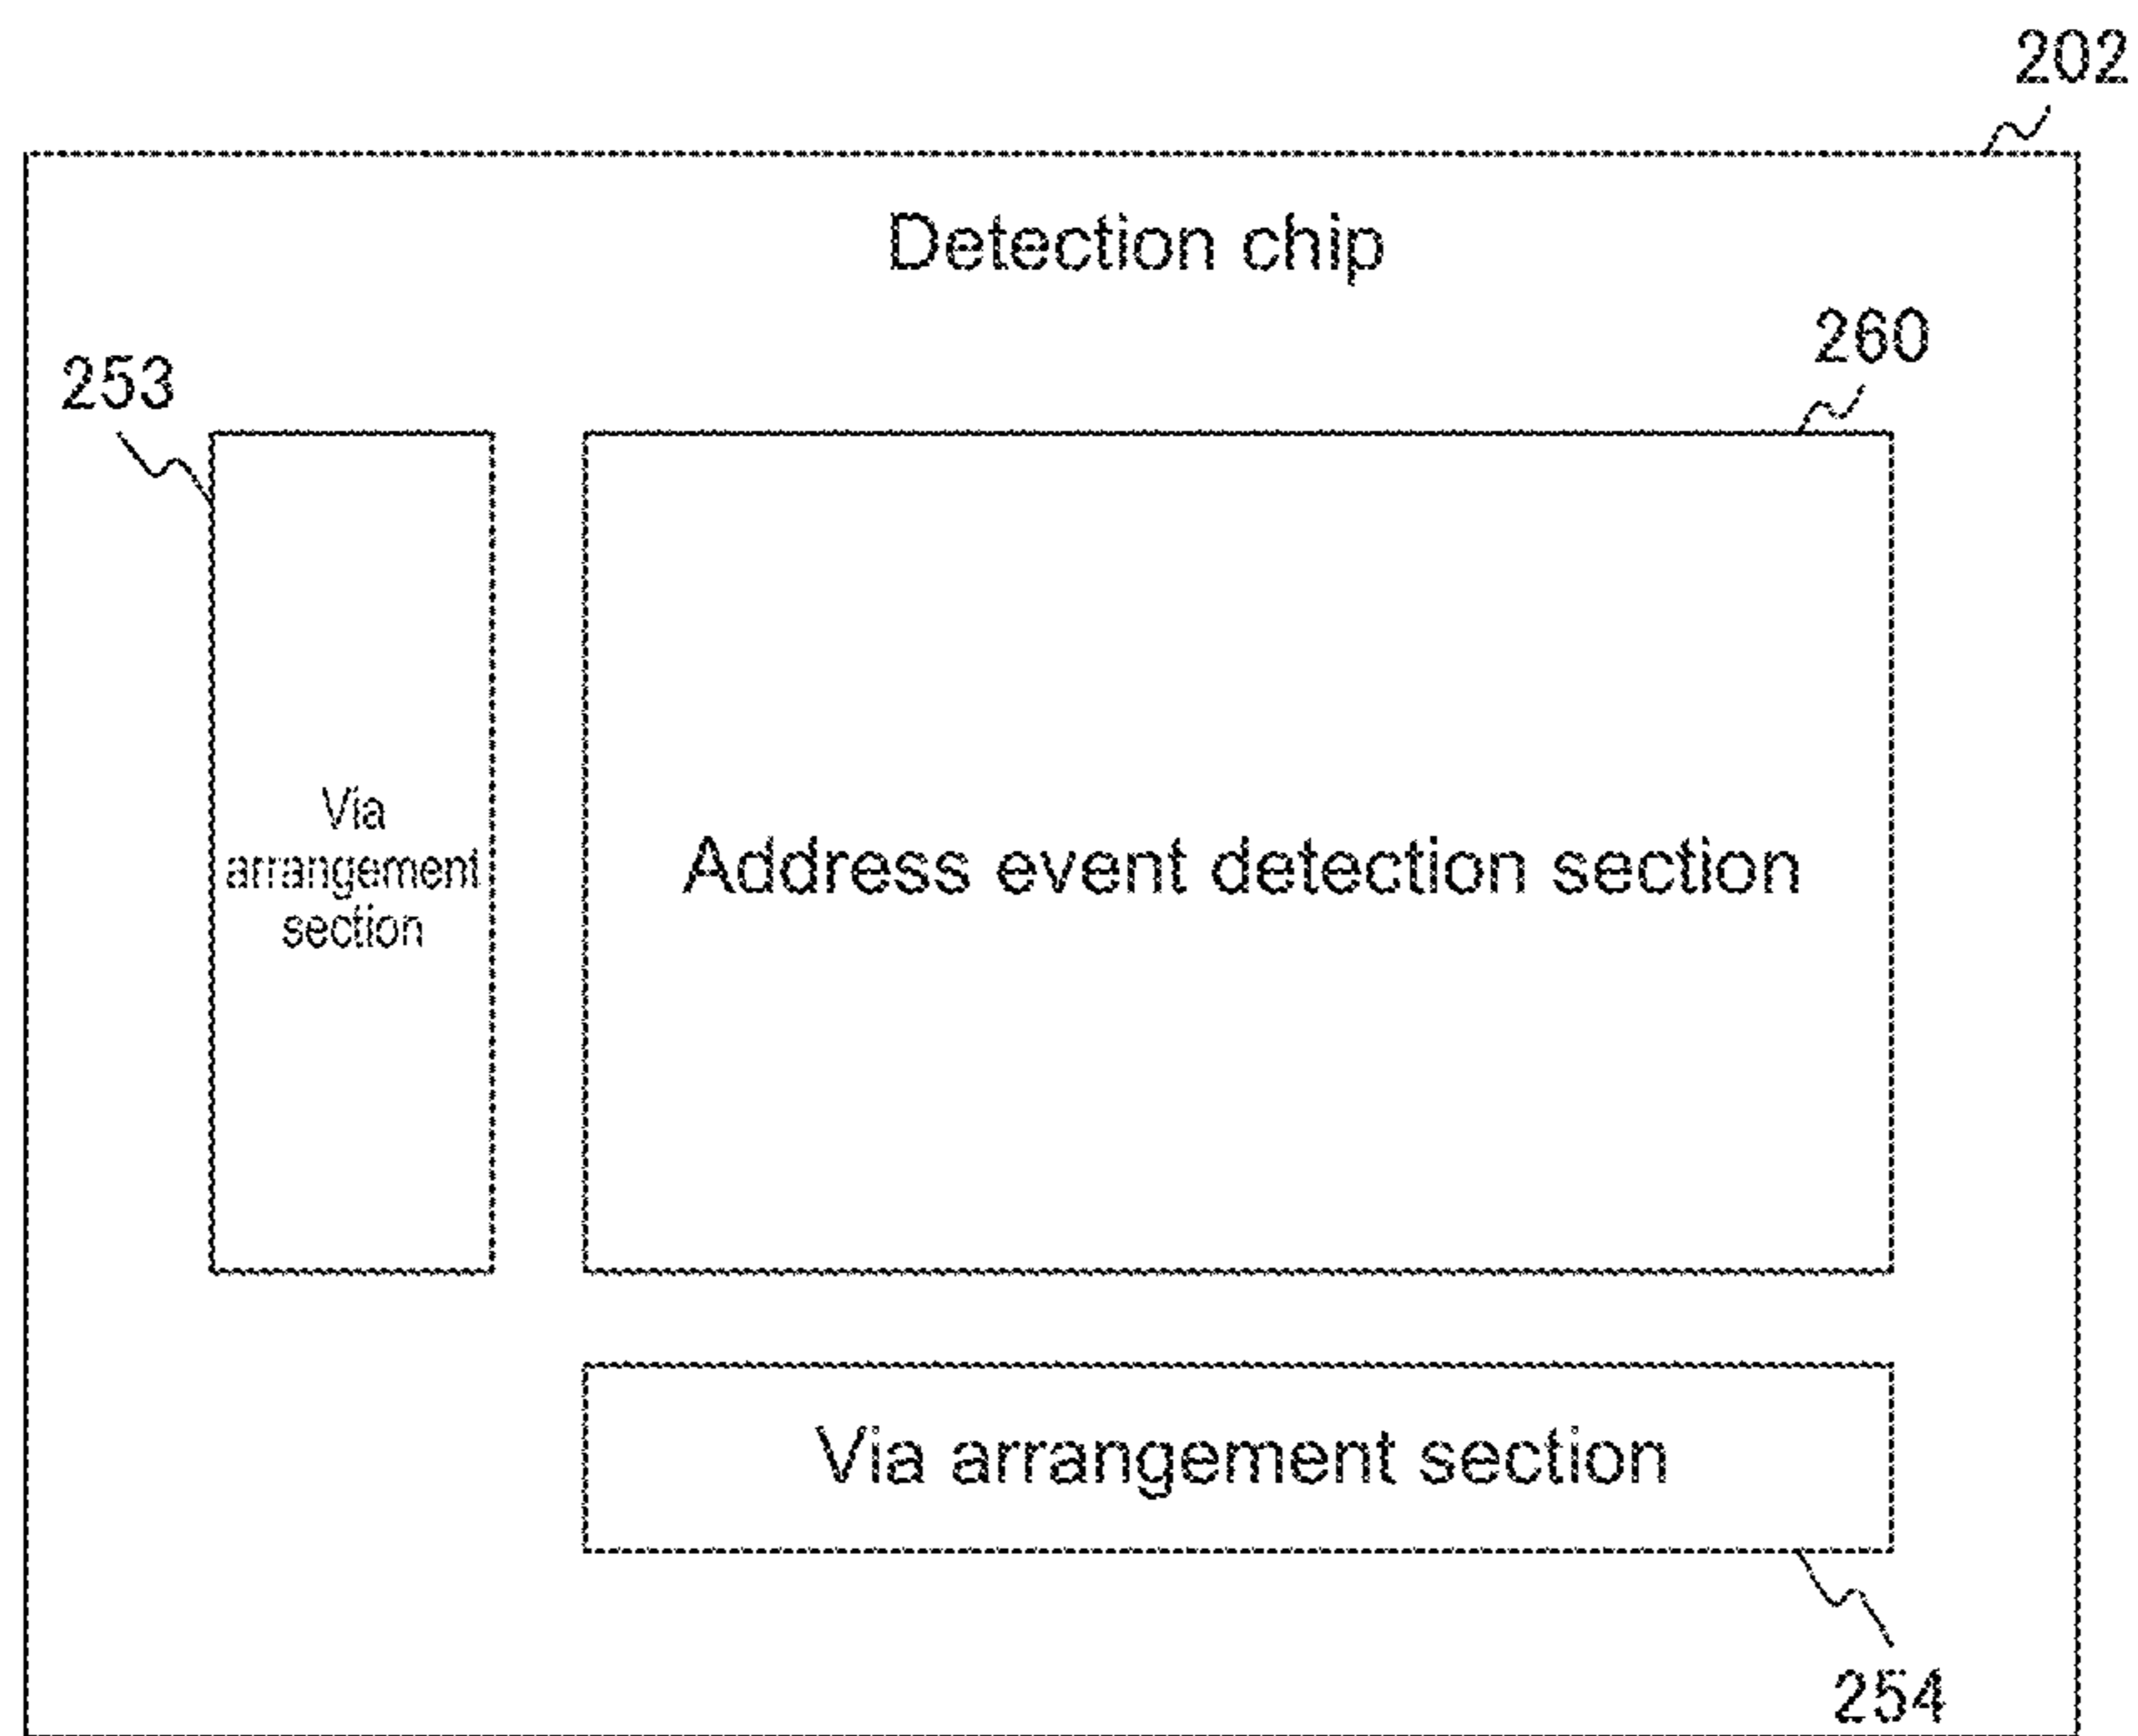 202
Detection chip
260
253
Via
arrangement
section
Address event detection section
Via arrangement section
254